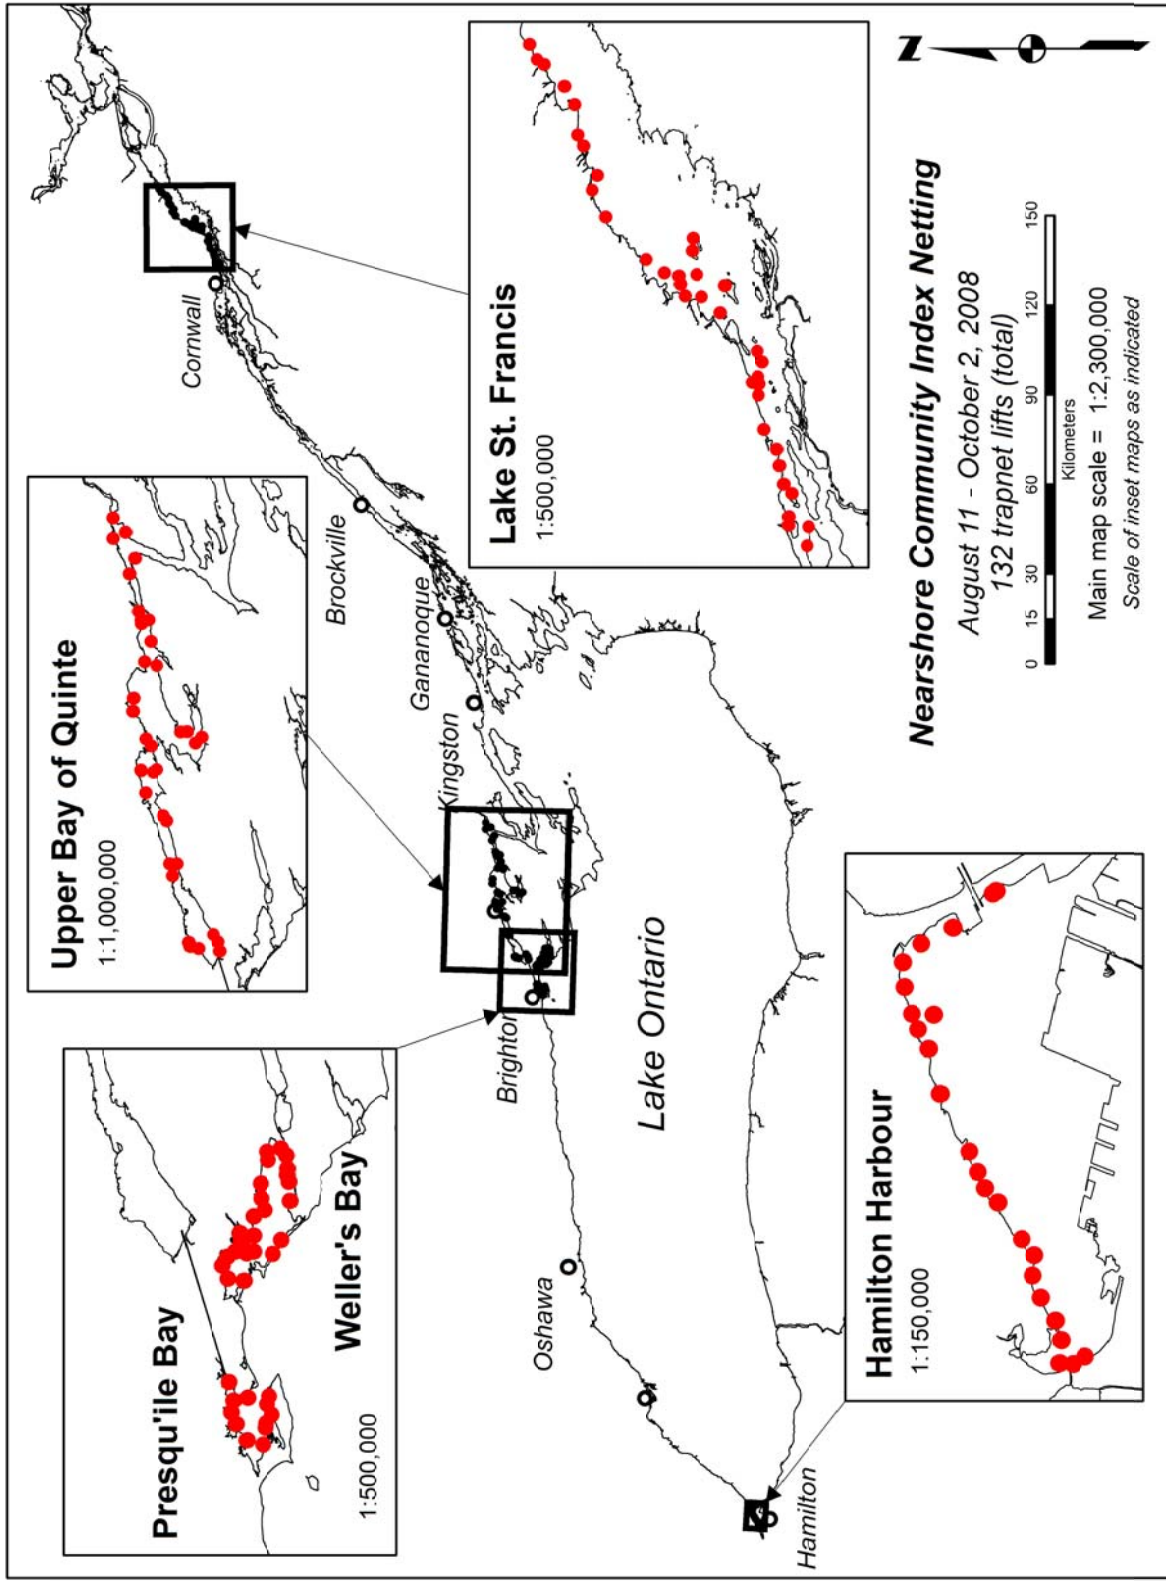 Presqu'ile Bay
Weller's Bay
1:500,000
Upper Bay of Quinte
1:1,000,000
Lake St. Francis
1:500,000
Cornwall
Brockville
Gananoque
Kingston
Brighton
Oshawa
Hamilton
Lake Ontario
Hamilton Harbour
1:150,000
N
Nearshore Community Index Netting
August 11 - October 2, 2008
132 trapnet lifts (total)
0 15 30 60 90 120 150
Kilometers
Main map scale = 1:2,300,000
Scale of inset maps as indicated